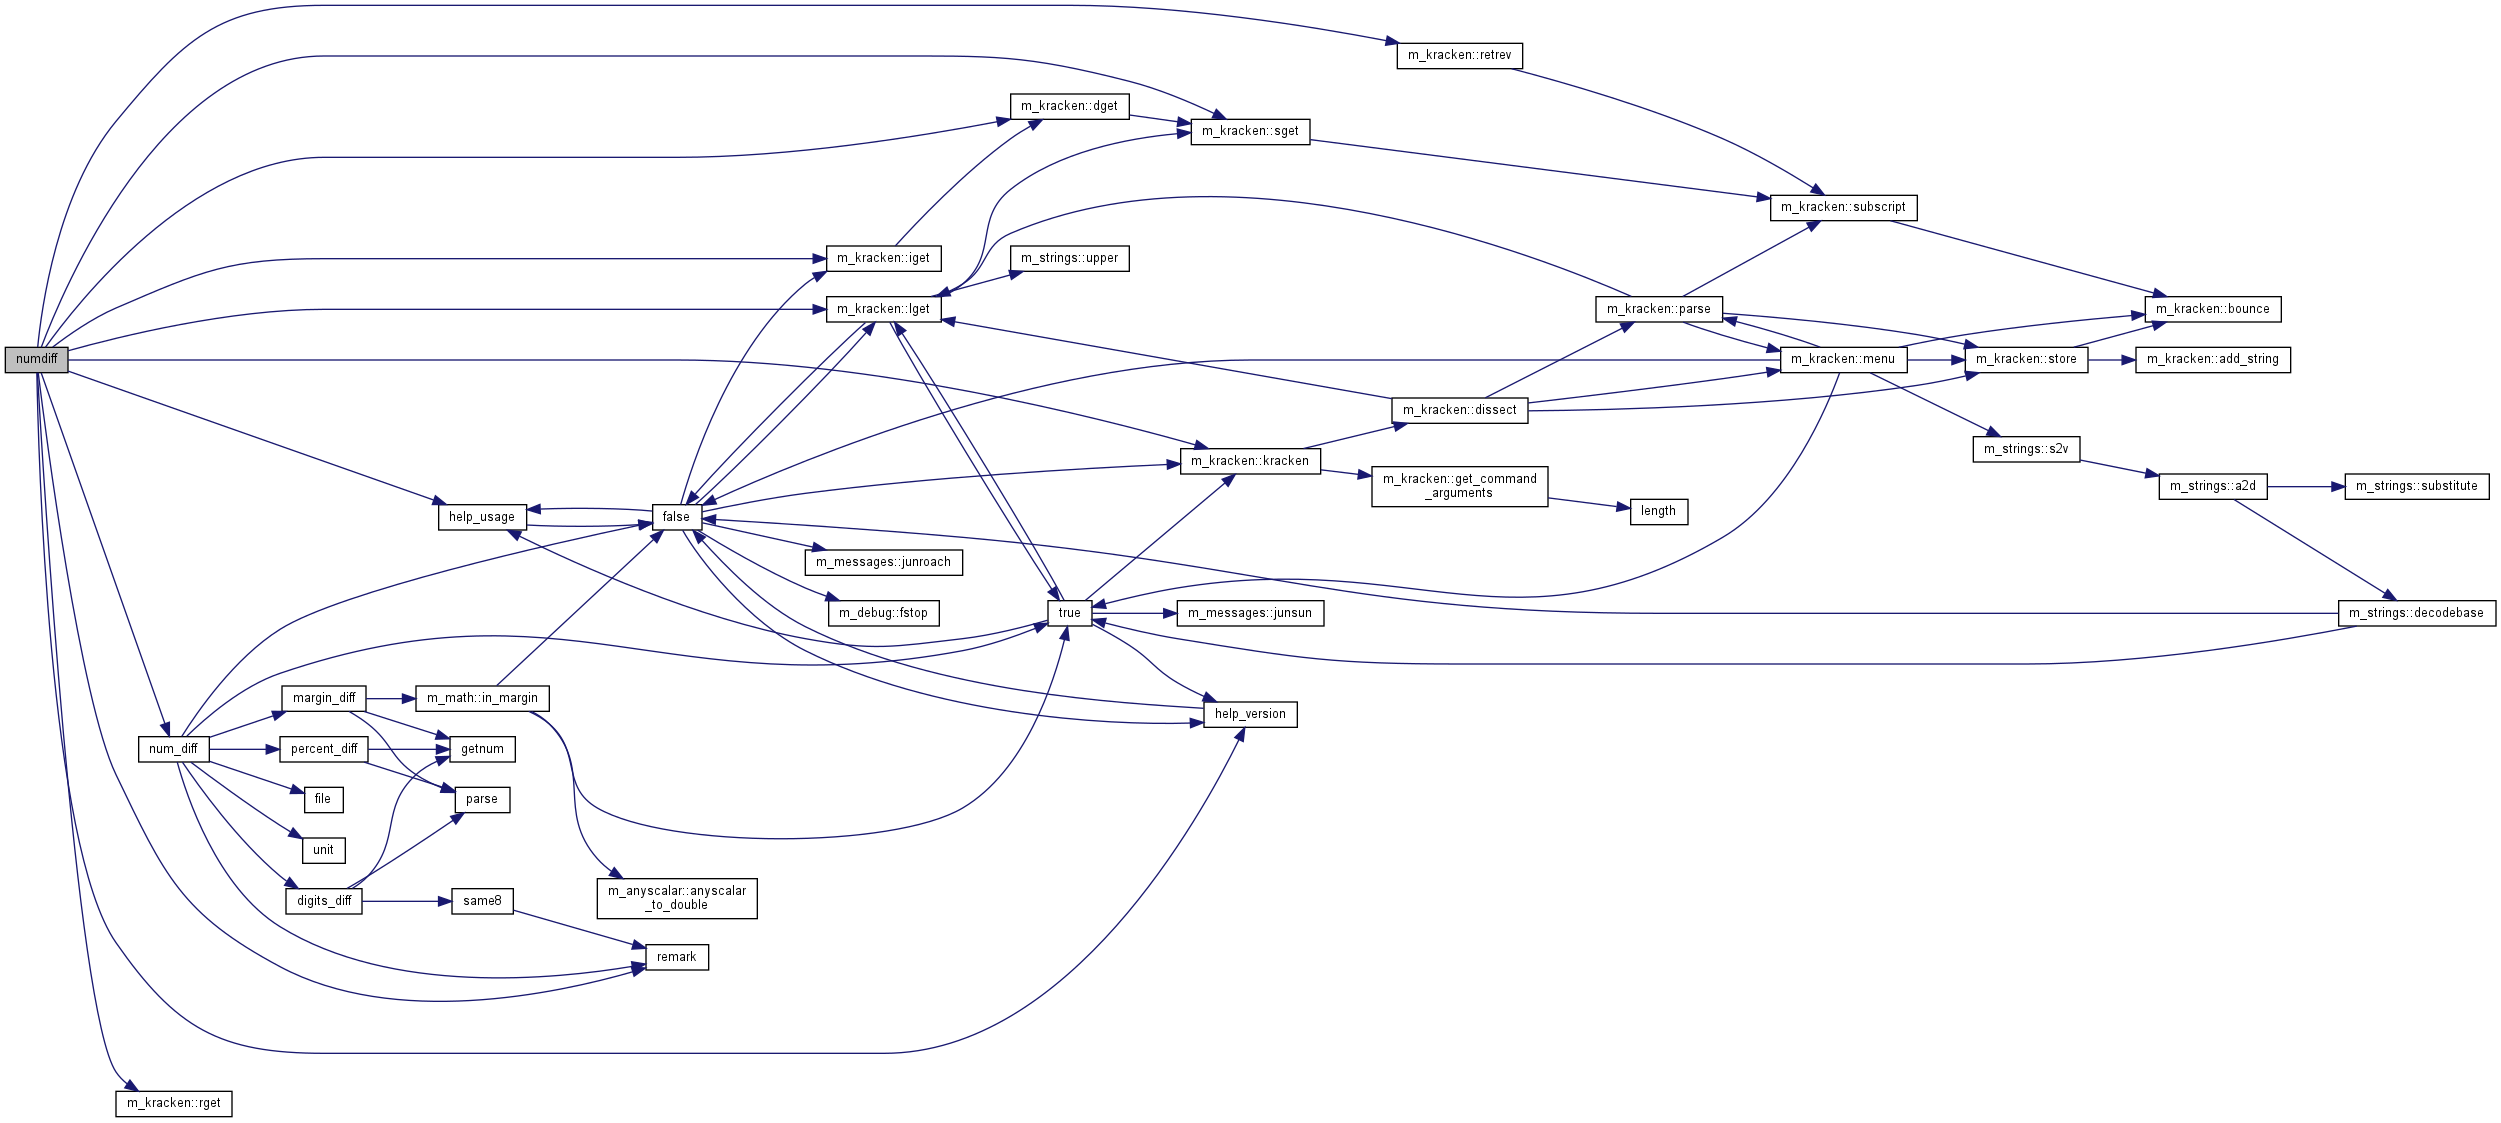 m_kracken::retrev
m_kracken::dget
m_kracken::sget
m_kracken::subscript
m_kracken::iget
m_strings::upper
m_kracken::lget
m_kracken::parse
m_kracken::bounce
numdiff
m_kracken::menu
m_kracken::store
m_kracken::add_string
m_kracken::dissect
m_strings::s2v
m_kracken::kracken
m_kracken::get_command
_arguments
m_strings::a2d
m_strings::substitute
help_usage
false
length
m_messages::junroach
m_debug::fstop
true
m_messages::junsun
m_strings::decodebase
margin_diff
m_math::in_margin
help_version
num_diff
percent_diff
getnum
file
parse
unit
digits_diff
same8
m_anyscalar::anyscalar
_to_double
remark
m_kracken::rget